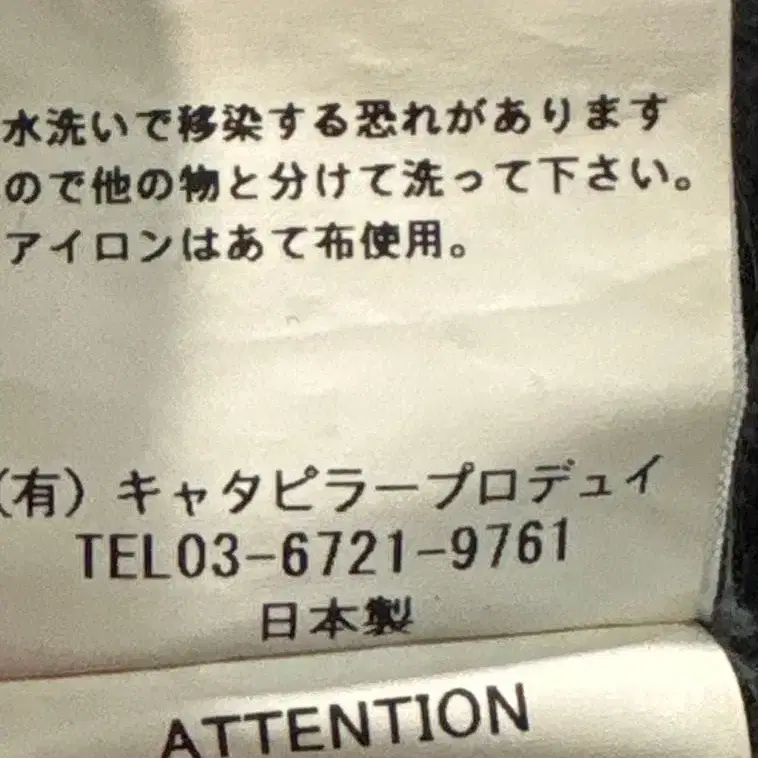 水洗いで移染する恐れがあります
ので他の物と分けて洗って下さい。
アイロンはあて布使用。
(有)キャタピラープロデュイ
TEL03-6721-9761
日本製
ATTENTION